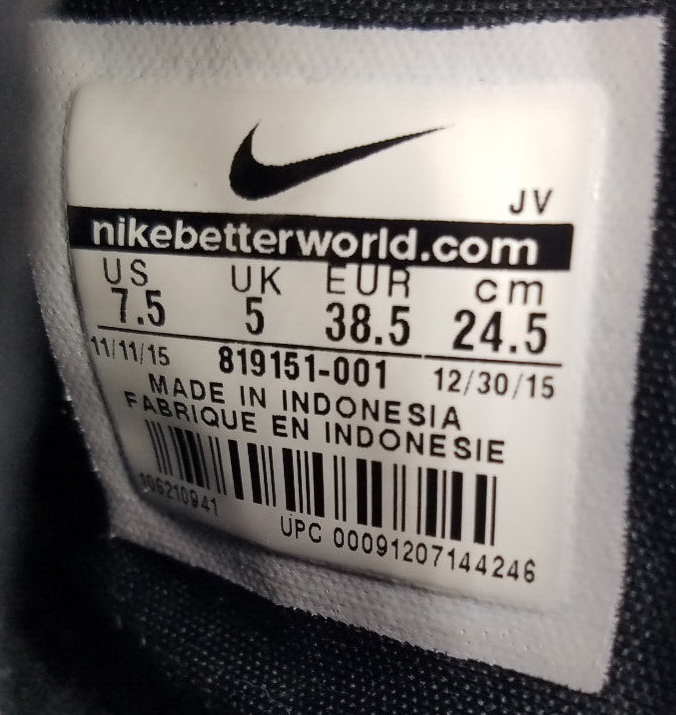 JV
nikebetterworld.com
US UK EUR cm
7.5 5 38.5 24.5
11/11/15 819151-001 12/30/15
MADE IN INDONESIA
FABRIQUE EN INDONESIE
106210941
UPC 00091207144246